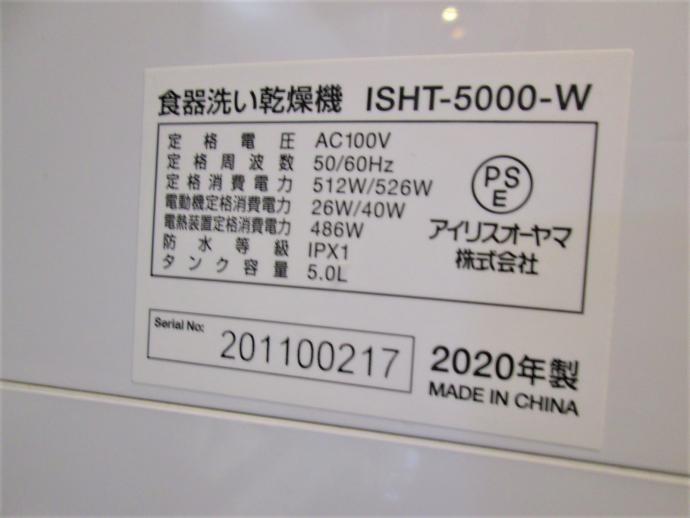 食器洗い乾燥機 ISHT-5000-W
定格電圧 AC100V
定格周波数 50/60Hz
定格消費電力 512W/526W
電動機定格消費電力 26W/40W
電熱装置定格消費電力 486W
防水等級 IPX1
タンク容量 5.0L
PS
E
アイリスオーヤマ
株式会社
Serial No:
201100217
2020年製
MADE IN CHINA